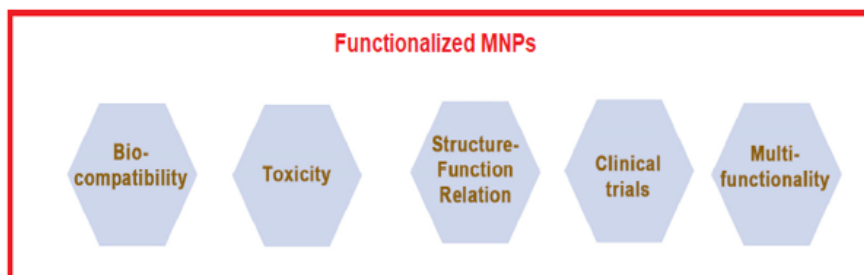 Functionalized MNPs
Bio-
compatibility
Toxicity
Structure-
Function
Relation
Clinical
trials
Multi-
functionality